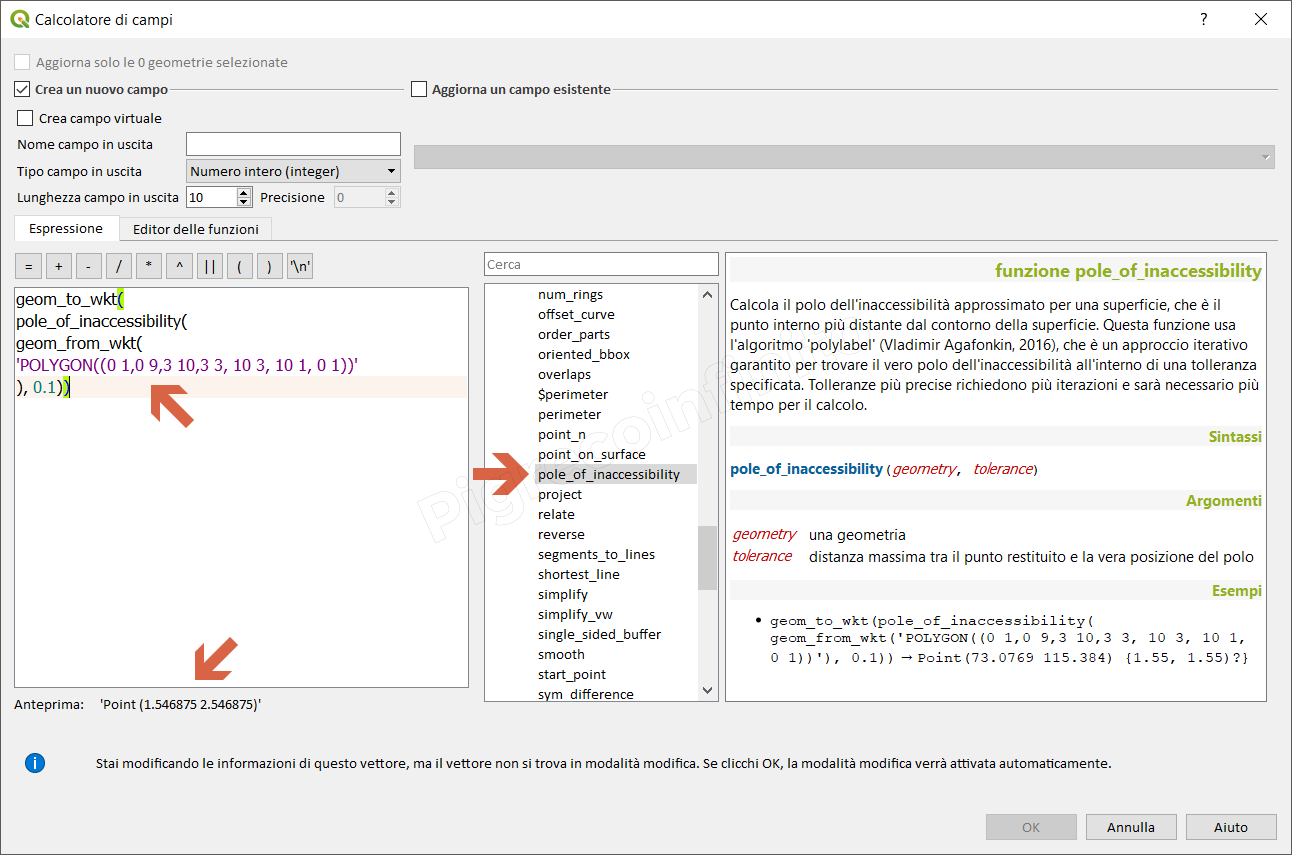 Calcolatore di campi
?
Aggiorna solo le 0 geometrie selezionate
Crea un nuovo campo
Aggiorna un campo esistente
Crea campo virtuale
Nome campo in uscita
Tipo campo in uscita Numero intero (integer)
Lunghezza campo in uscita 10 Precisione 0
Espressione Editor delle funzioni
= + - / * ^ || ( ) '\n'
geom_to_wkt(
pole_of_inaccessibility(
geom_from_wkt(
'POLYGON((0 1,0 9,3 10,3 3, 10 3, 10 1, 0 1))'
), 0.1))
Anteprima: 'Point (1.546875 2.546875)'
Cerca
num_rings
offset_curve
order_parts
oriented_bbox
overlaps
$perimeter
perimeter
point_n
point_on_surface
pole_of_inaccessibility
project
relate
reverse
segments_to_lines
shortest_line
simplify
simplify_vw
single_sided_buffer
smooth
start_point
sym_difference
funzione pole_of_inaccessibility
Calcola il polo dell'inaccessibilità approssimato per una superficie, che è il
punto interno più distante dal contorno della superficie. Questa funzione usa
l'algoritmo 'polylabel' (Vladimir Agafonkin, 2016), che è un approccio iterativo
garantito per trovare il vero polo dell'inaccessibilità all'interno di una tolleranza
specificata. Tolleranze più precise richiedono più iterazioni e sarà necessario più
tempo per il calcolo.
Sintassi
pole_of_inaccessibility (geometry, tolerance)
Argomenti
geometry una geometria
tolerance distanza massima tra il punto restituito e la vera posizione del polo
Esempi
• geom_to_wkt(pole_of_inaccessibility(
geom_from_wkt('POLYGON((0 1,0 9,3 10,3 3, 10 3, 10 1,
0 1))'), 0.1)) → Point(73.0769 115.384) {1.55, 1.55)?}
Stai modificando le informazioni di questo vettore, ma il vettore non si trova in modalità modifica. Se clicchi OK, la modalità modifica verrà attivata automaticamente.
OK Annulla Aiuto